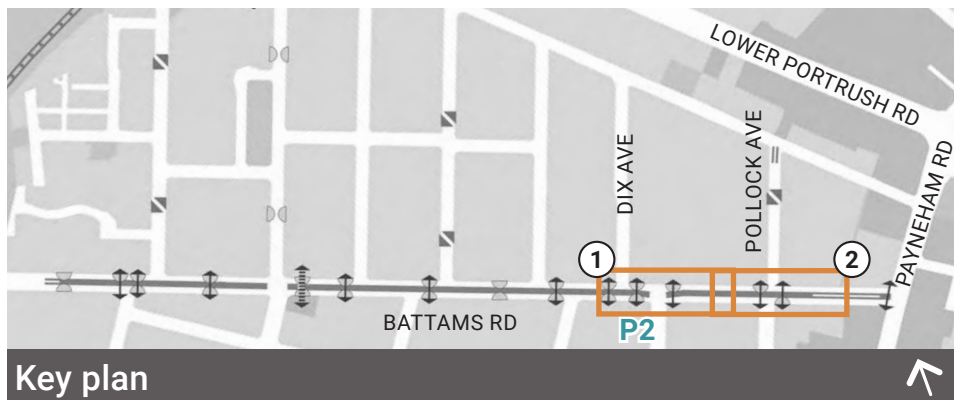 LOWER PORTRUSH RD
DIX AVE
POLLOCK AVE
PAYNEHAM RD
1
2
BATTAMS RD
P2
Key plan